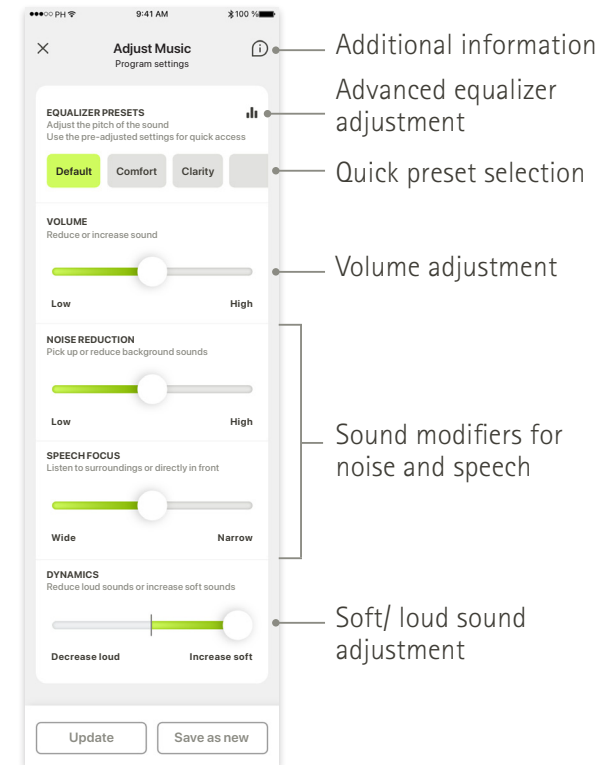 PH 9:41 AM 100 %
Adjust Music
Program settings
Additional information
EQUALIZER PRESETS
Adjust the pitch of the sound
Use the pre-adjusted settings for quick access
Advanced equalizer
adjustment
Default Comfort Clarity
Quick preset selection
VOLUME
Reduce or increase sound
Low High
Volume adjustment
NOISE REDUCTION
Pick up or reduce background sounds
Low High
SPEECH FOCUS
Listen to surroundings or directly in front
Wide Narrow
Sound modifiers for
noise and speech
DYNAMICS
Reduce loud sounds or increase soft sounds
Decrease loud Increase soft
Soft/ loud sound
adjustment
Update Save as new